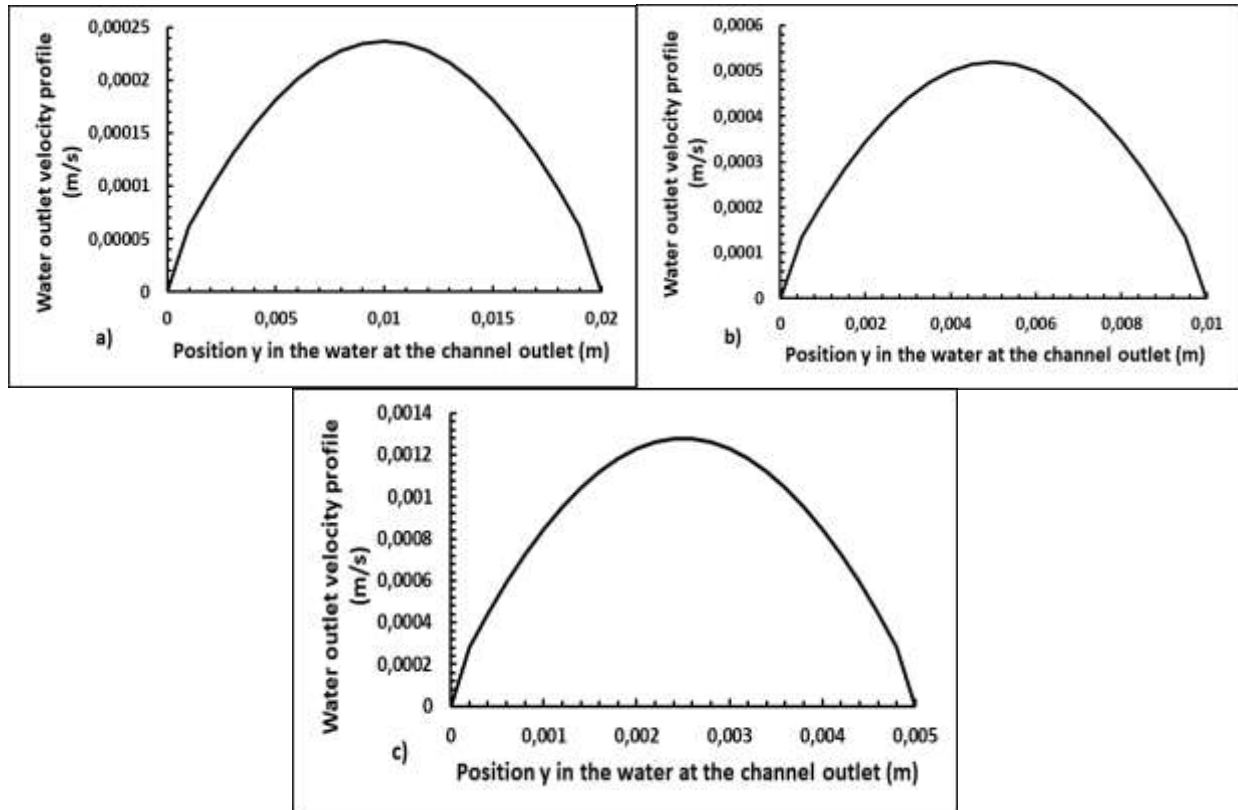 Water outlet velocity profile
(m/s)
0,00025
0,0002
0,00015
0,0001
0,00005
0
0 0,005 0,01 0,015 0,02
a)
Position y in the water at the channel outlet (m)
Water outlet velocity profile
(m/s)
0,0006
0,0005
0,0004
0,0003
0,0002
0,0001
0
0 0,002 0,004 0,006 0,008 0,01
b)
Position y in the water at the channel outlet (m)
Water outlet velocity profile
(m/s)
0,0014
0,0012
0,001
0,0008
0,0006
0,0004
0,0002
0
0 0,001 0,002 0,003 0,004 0,005
c)
Position y in the water at the channel outlet (m)